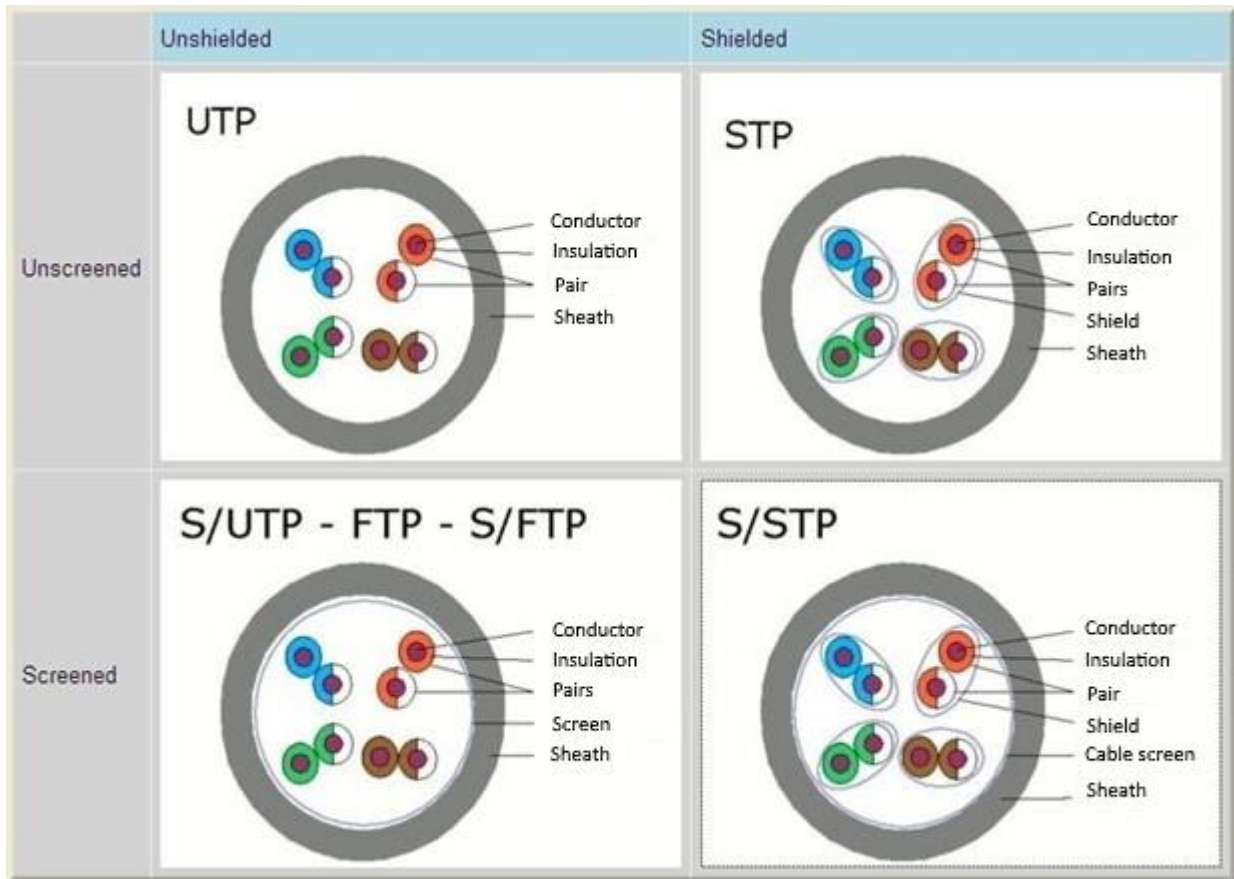 Unshielded
Shielded
Unscreened
UTP
Conductor
Insulation
Pair
Sheath
STP
Conductor
Insulation
Pairs
Shield
Sheath
Screened
S/UTP - FTP - S/FTP
Conductor
Insulation
Pairs
Screen
Sheath
S/STP
Conductor
Insulation
Pair
Shield
Cable screen
Sheath